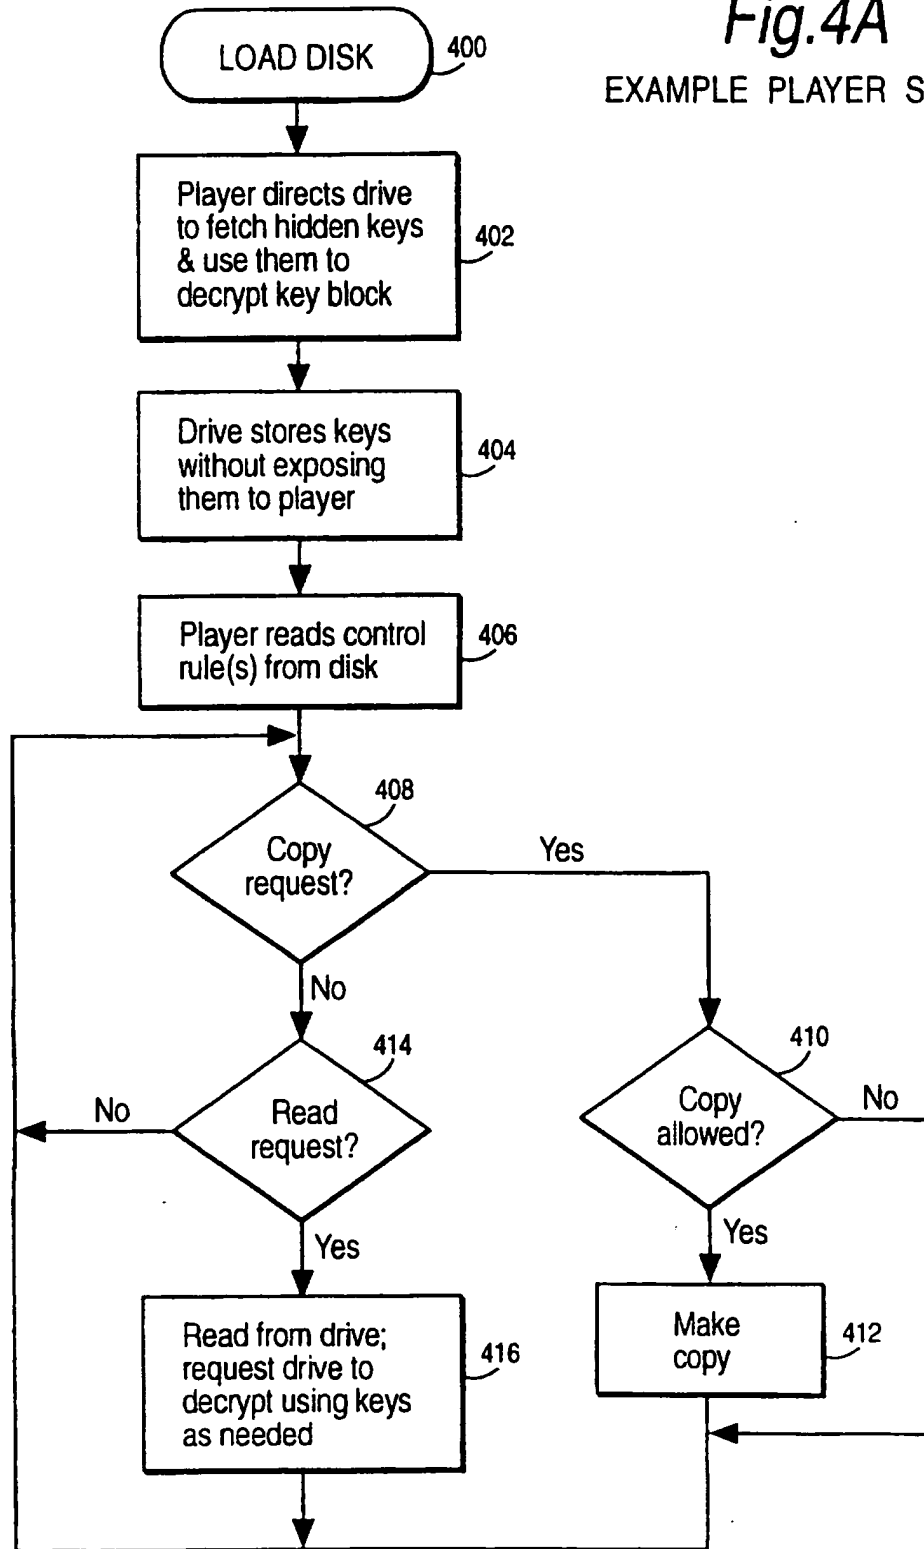 Fig.4A
EXAMPLE PLAYER S
LOAD DISK
400
Player directs drive
to fetch hidden keys
& use them to
decrypt key block
402
Drive stores keys
without exposing
them to player
404
Player reads control
rule(s) from disk
406
408
Copy
request?
Yes
No
414
Read
request?
No
Yes
410
Copy
allowed?
No
Yes
Read from drive;
request drive to
decrypt using keys
as needed
416
Make
copy
412